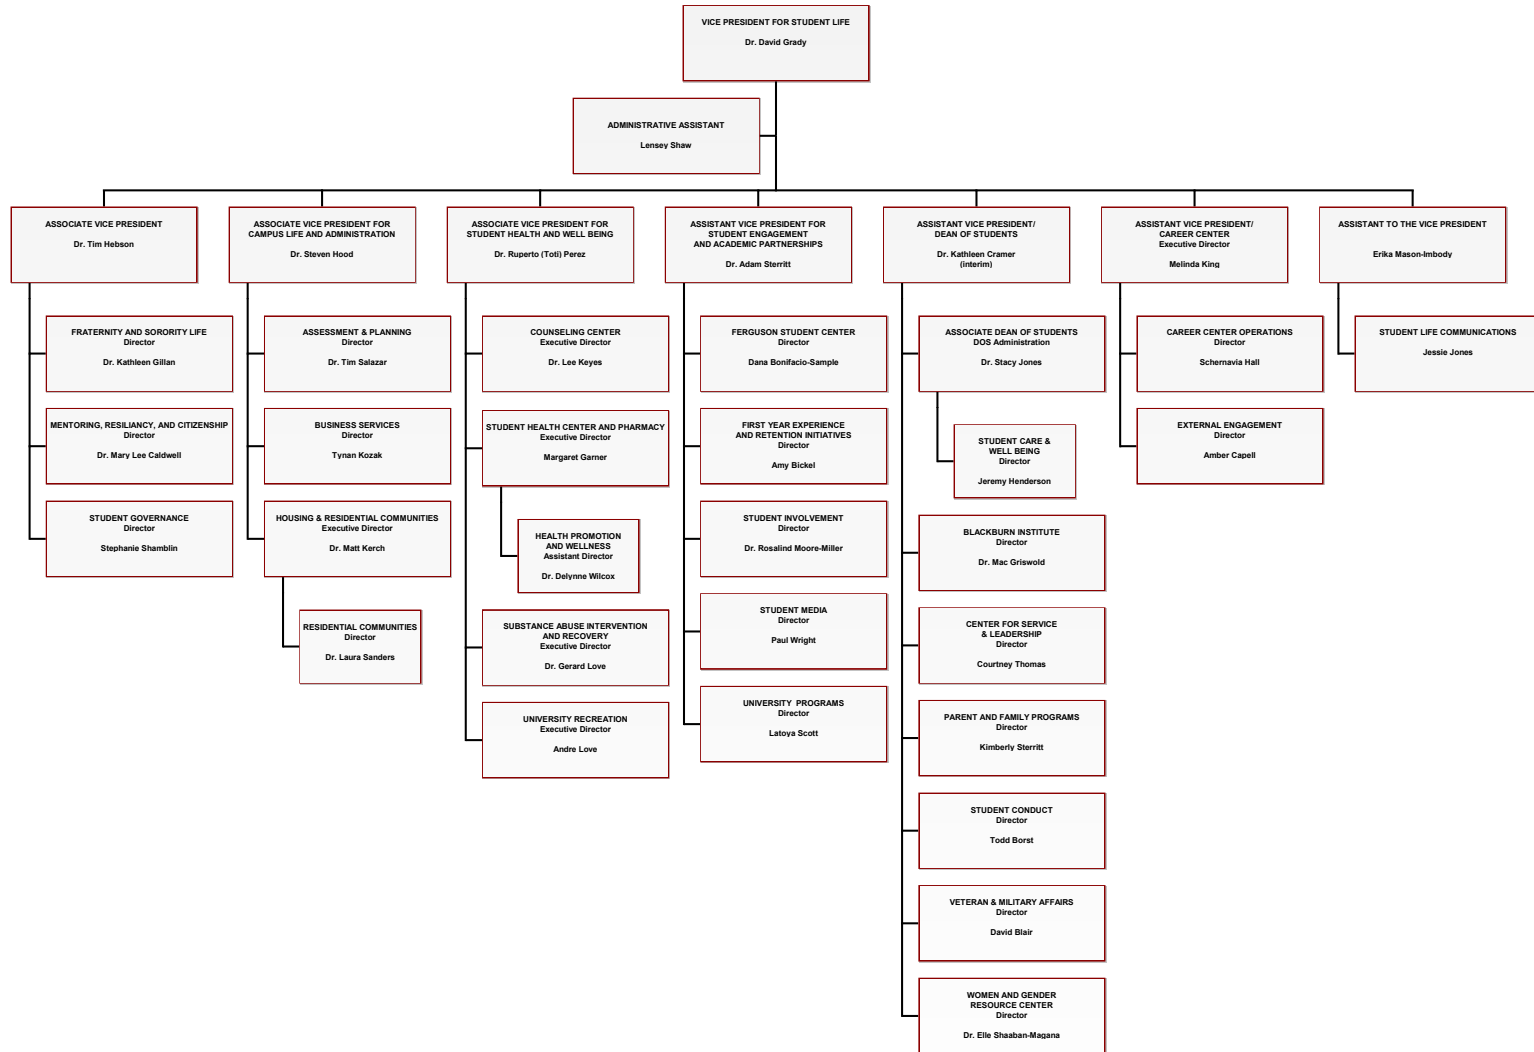 VICE PRESIDENT FOR STUDENT LIFE
Dr. David Grady
ADMINISTRATIVE ASSISTANT
Lensey Shaw
ASSOCIATE VICE PRESIDENT
Dr. Tim Hebson
ASSOCIATE VICE PRESIDENT FOR
CAMPUS LIFE AND ADMINISTRATION
Dr. Steven Hood
ASSOCIATE VICE PRESIDENT FOR
STUDENT HEALTH AND WELL BEING
Dr. Ruperto (Toti) Perez
ASSISTANT VICE PRESIDENT FOR
STUDENT ENGAGEMENT
AND ACADEMIC PARTNERSHIPS
Dr. Adam Sterritt
ASSISTANT VICE PRESIDENT/
DEAN OF STUDENTS
Dr. Kathleen Cramer
(interim)
ASSISTANT VICE PRESIDENT/
CAREER CENTER
Executive Director
Melinda King
ASSISTANT TO THE VICE PRESIDENT
Erika Mason-Imbody
FRATERNITY AND SORORITY LIFE
Director
Dr. Kathleen Gillan
MENTORING, RESILIANCY, AND CITIZENSHIP
Director
Dr. Mary Lee Caldwell
STUDENT GOVERNANCE
Director
Stephanie Shamblin
ASSESSMENT & PLANNING
Director
Dr. Tim Salazar
BUSINESS SERVICES
Director
Tynan Kozak
HOUSING & RESIDENTIAL COMMUNITIES
Executive Director
Dr. Matt Kerch
RESIDENTIAL COMMUNITIES
Director
Dr. Laura Sanders
COUNSELING CENTER
Executive Director
Dr. Lee Keyes
STUDENT HEALTH CENTER AND PHARMACY
Executive Director
Margaret Garner
HEALTH PROMOTION
AND WELLNESS
Assistant Director
Dr. Delynne Wilcox
SUBSTANCE ABUSE INTERVENTION
AND RECOVERY
Executive Director
Dr. Gerard Love
UNIVERSITY RECREATION
Executive Director
Andre Love
FERGUSON STUDENT CENTER
Director
Dana Bonifacio-Sample
FIRST YEAR EXPERIENCE
AND RETENTION INITIATIVES
Director
Amy Bickel
STUDENT INVOLVEMENT
Director
Dr. Rosalind Moore-Miller
STUDENT MEDIA
Director
Paul Wright
UNIVERSITY PROGRAMS
Director
Latoya Scott
ASSOCIATE DEAN OF STUDENTS
DOS Administration
Dr. Stacy Jones
STUDENT CARE &
WELL BEING
Director
Jeremy Henderson
BLACKBURN INSTITUTE
Director
Dr. Mac Griswold
CENTER FOR SERVICE
& LEADERSHIP
Director
Courtney Thomas
PARENT AND FAMILY PROGRAMS
Director
Kimberly Sterritt
STUDENT CONDUCT
Director
Todd Borst
VETERAN & MILITARY AFFAIRS
Director
David Blair
WOMEN AND GENDER
RESOURCE CENTER
Director
Dr. Elle Shaaban-Magana
CAREER CENTER OPERATIONS
Director
Schernavia Hall
EXTERNAL ENGAGEMENT
Director
Amber Capell
STUDENT LIFE COMMUNICATIONS
Jessie Jones